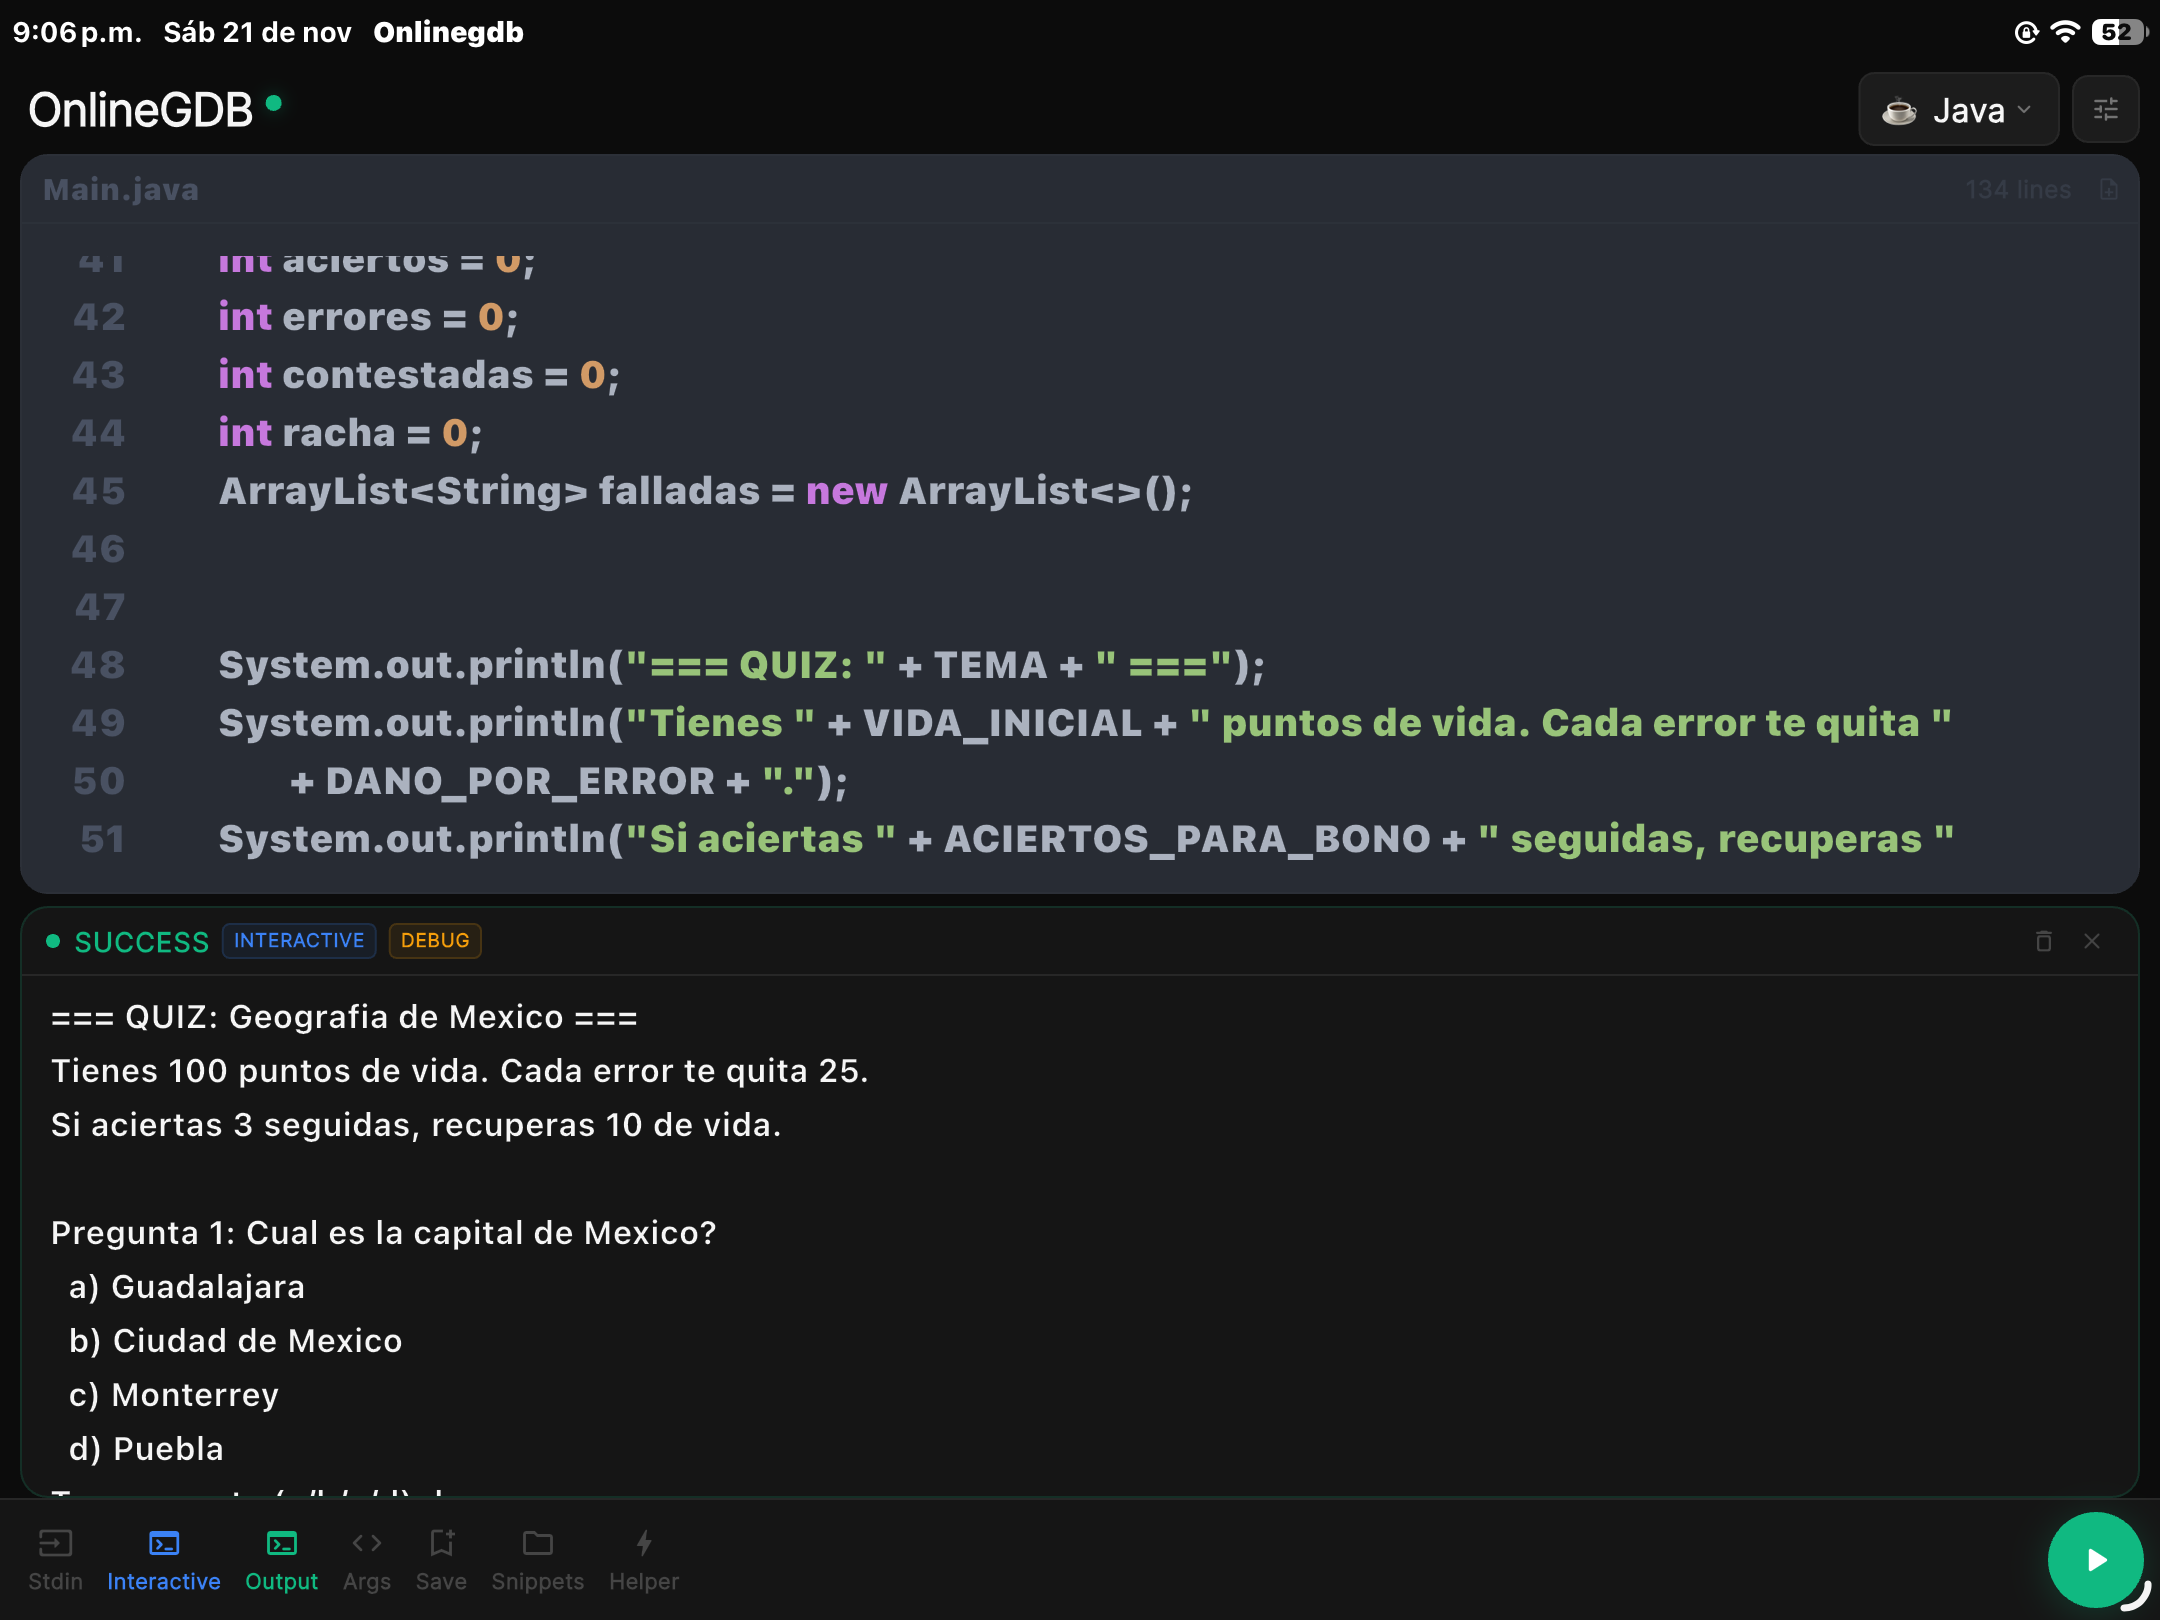 9:06 p.m. Sáb 21 de nov Onlinegdb 52
OnlineGDB Java
Main.java 134 lines
41 int aciertos = 0;
42 int errores = 0;
43 int contestadas = 0;
44 int racha = 0;
45 ArrayList<String> falladas = new ArrayList<>();
46
47
48 System.out.println("=== QUIZ: " + TEMA + " ===");
49 System.out.println("Tienes " + VIDA_INICIAL + " puntos de vida. Cada error te quita "
50 + DANO_POR_ERROR + ".");
51 System.out.println("Si aciertas " + ACIERTOS_PARA_BONO + " seguidas, recuperas "
SUCCESS INTERACTIVE DEBUG
=== QUIZ: Geografia de Mexico ===
Tienes 100 puntos de vida. Cada error te quita 25.
Si aciertas 3 seguidas, recuperas 10 de vida.
Pregunta 1: Cual es la capital de Mexico?
a) Guadalajara
b) Ciudad de Mexico
c) Monterrey
d) Puebla
Stdin Interactive Output Args Save Snippets Helper